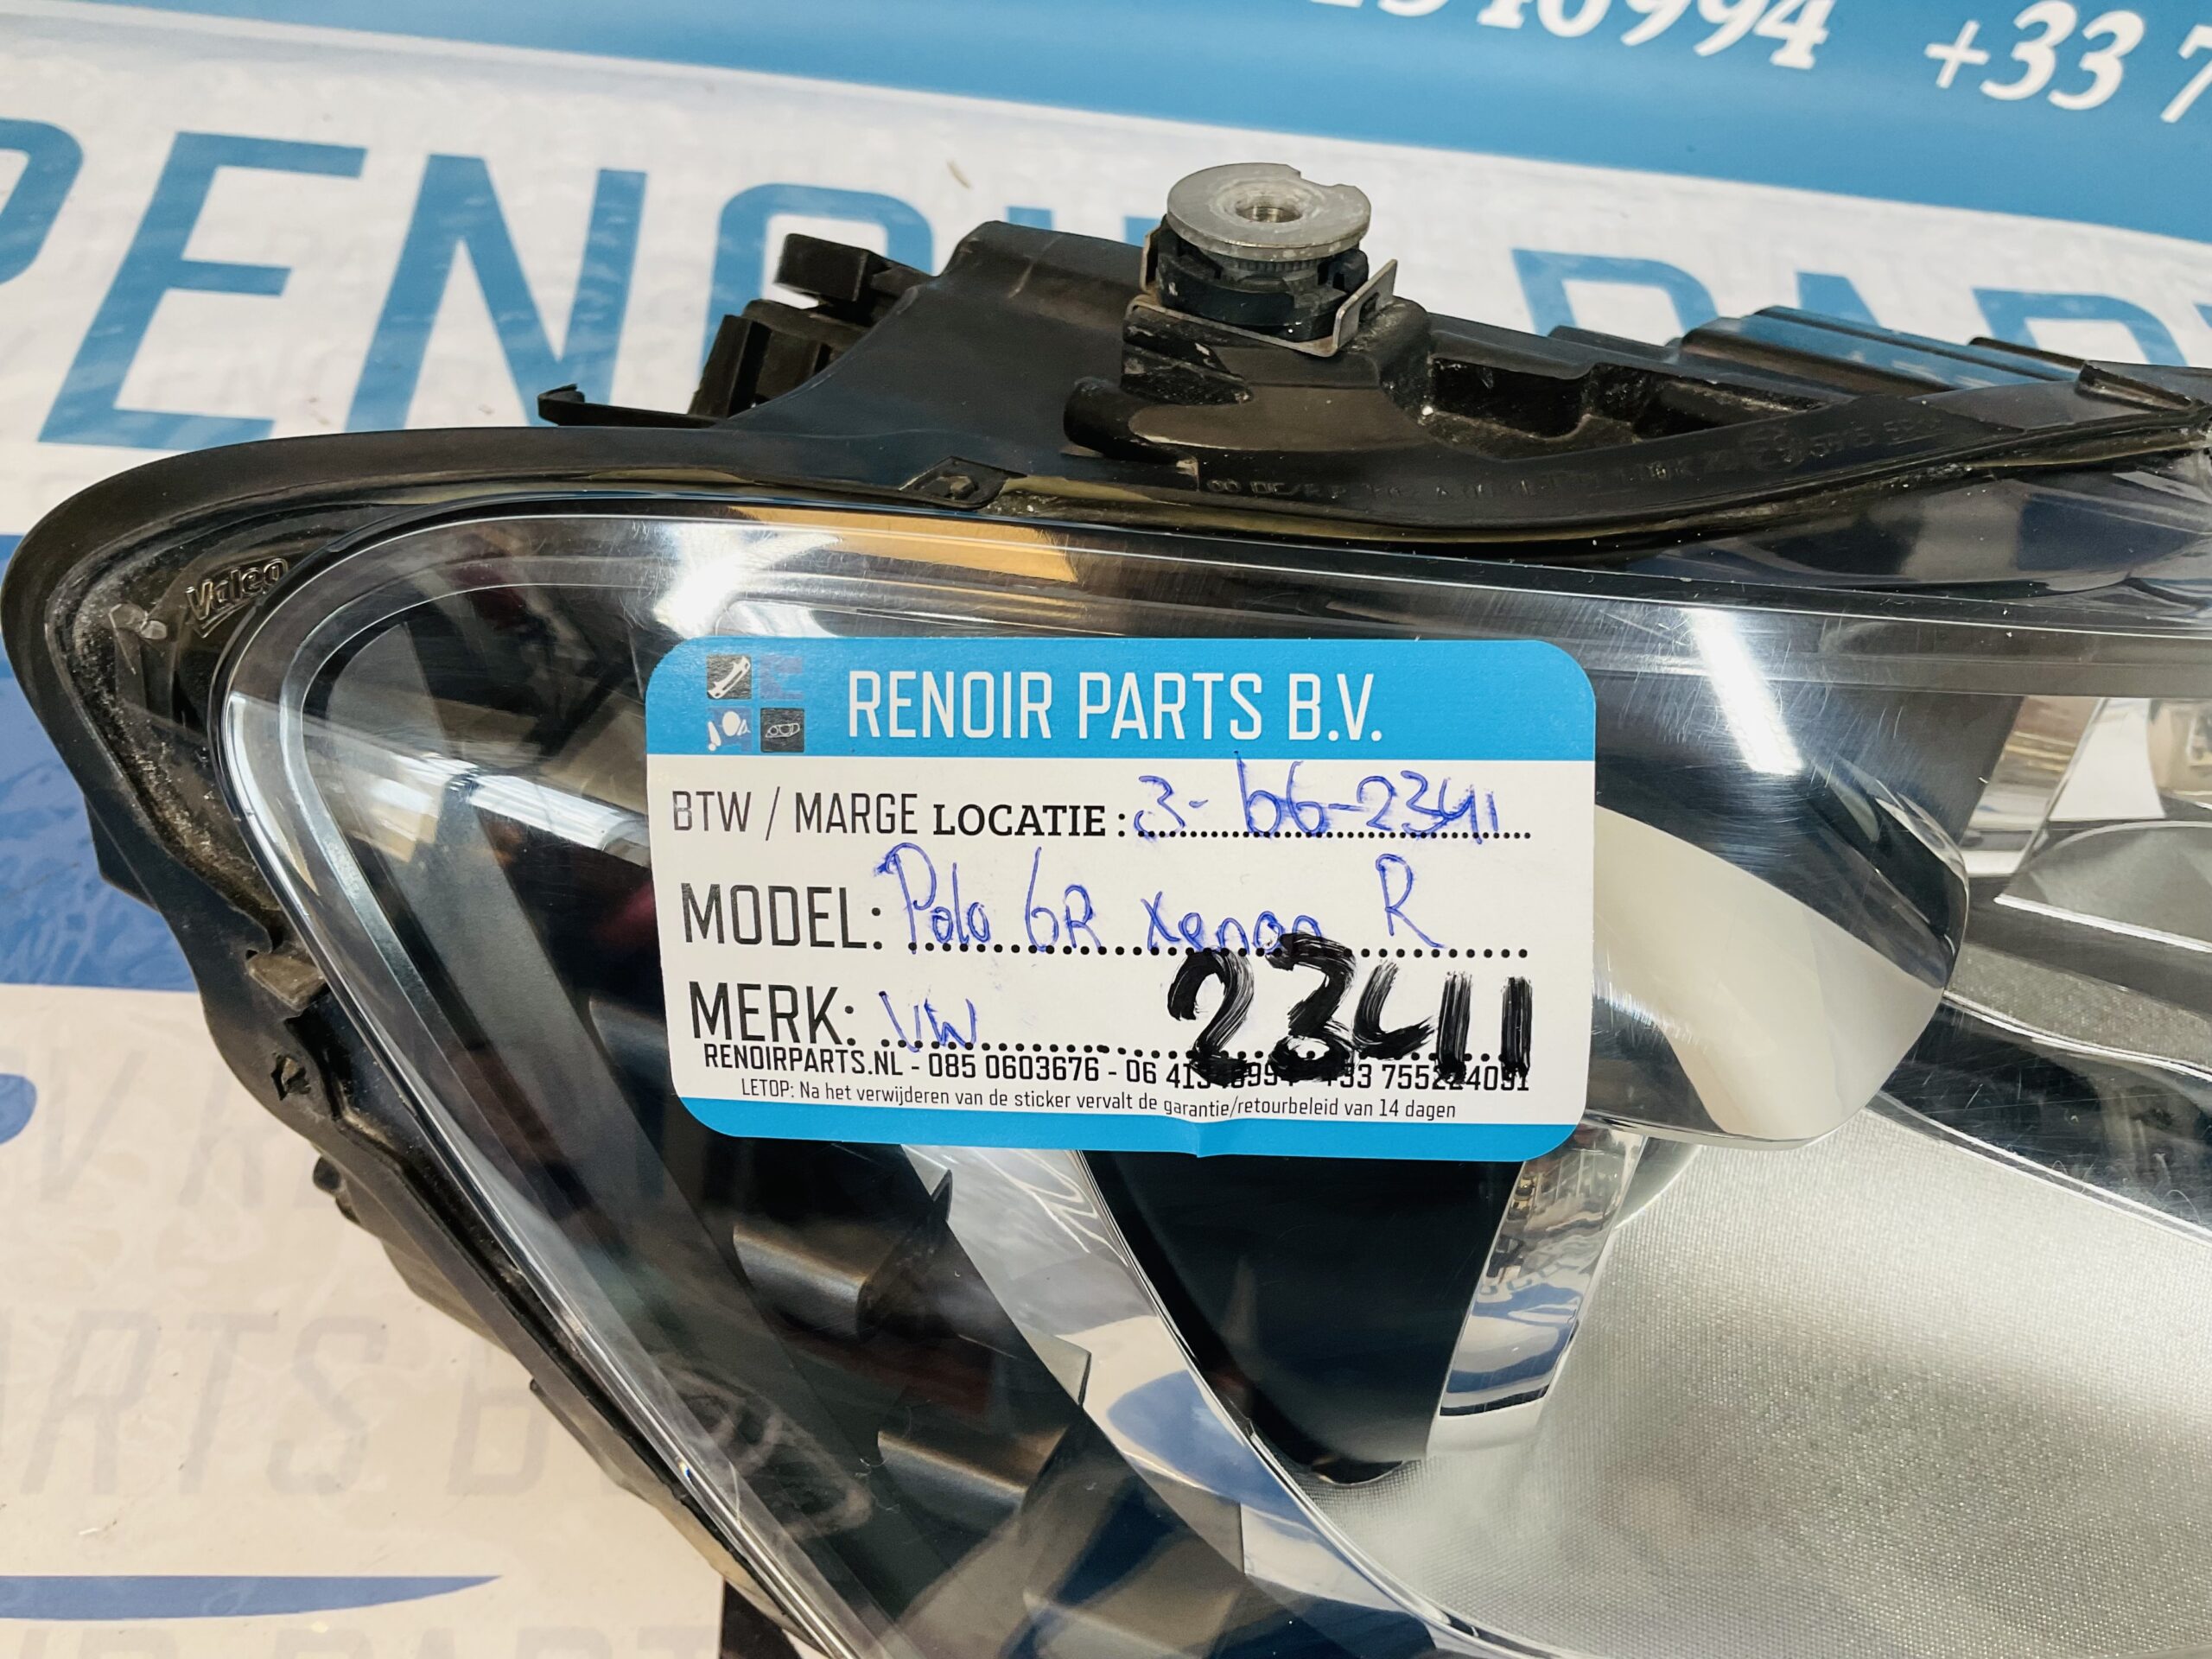 +33 7
Valeo
RENOIR PARTS B.V.
BTW / MARGE LOCATIE : 3-b6-2341
MODEL: Polo 6R xenon R
MERK: VW 2341
RENOIRPARTS.NL - 085 0603676 - 06
LETOP: Na het verwijderen van de sticker vervalt de garantie/retourbeleid van 14 dagen